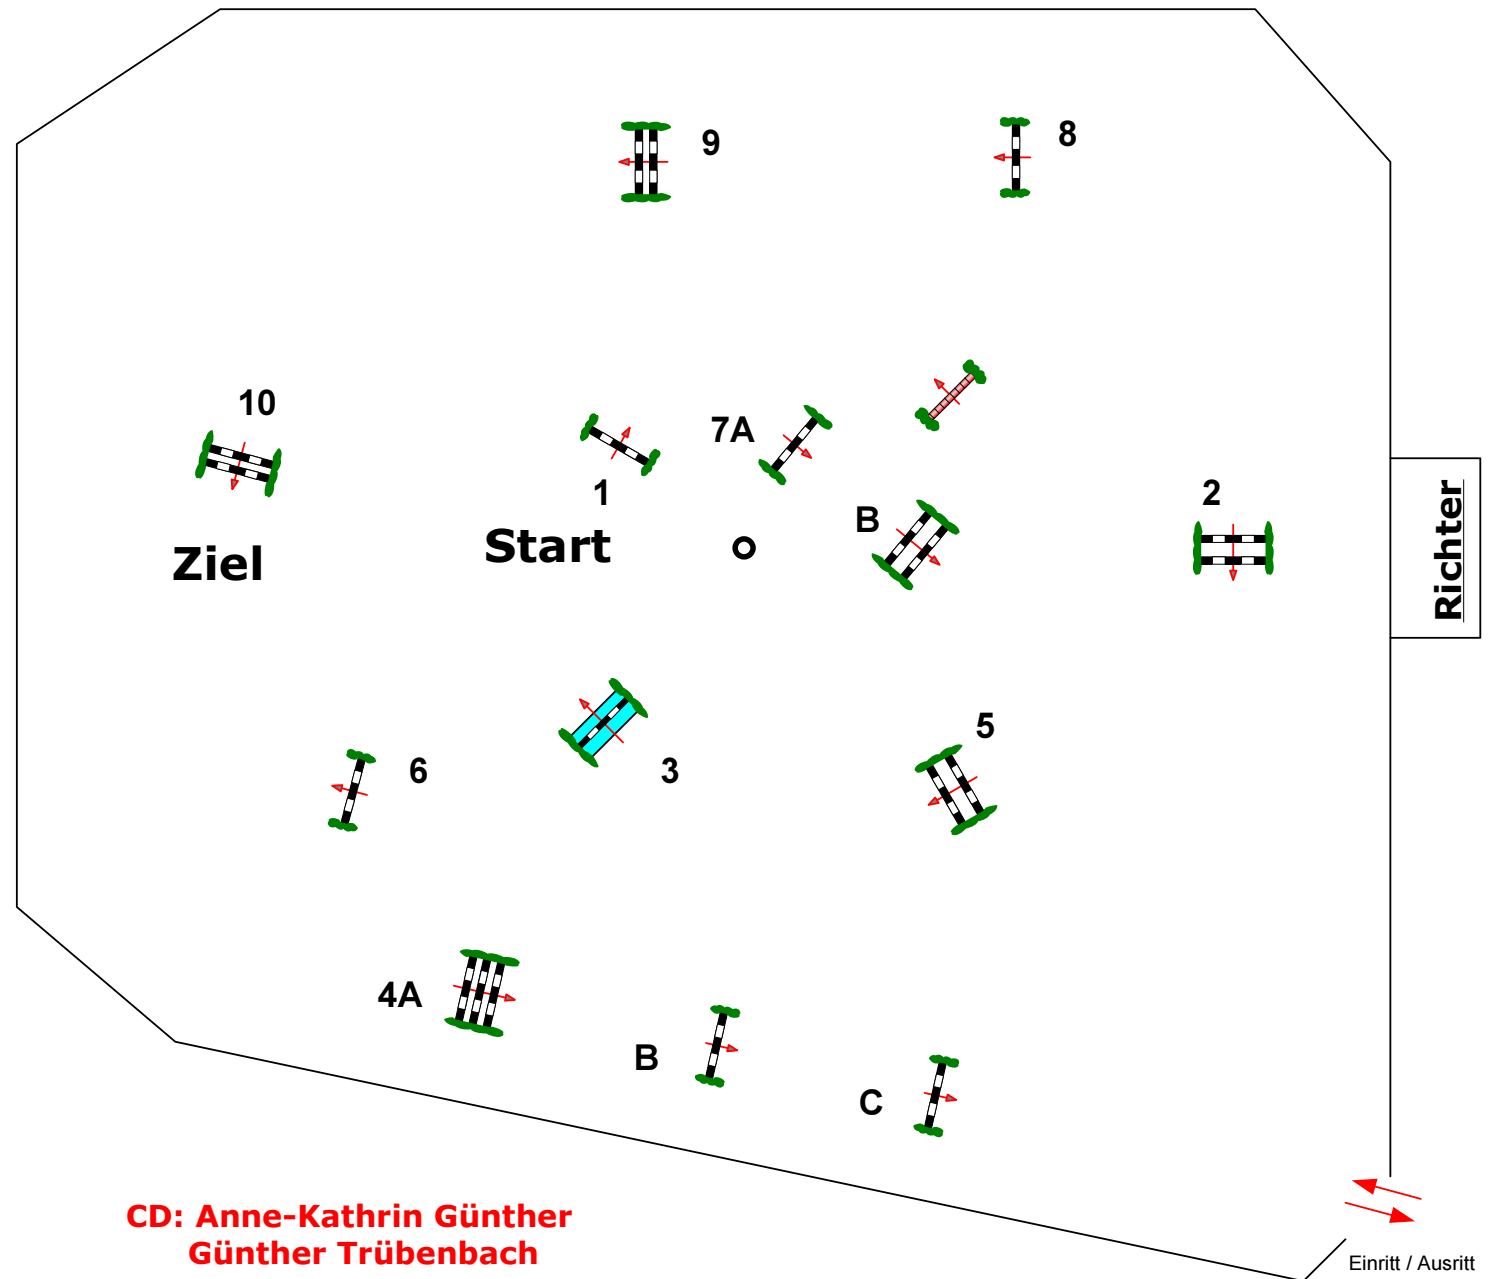 9
8
10
7A
1
2
B
Start
Ziel
Richter
5
6
3
4A
B
C
CD: Anne-Kathrin Günther
Günther Trübenbach
Einritt / Ausritt